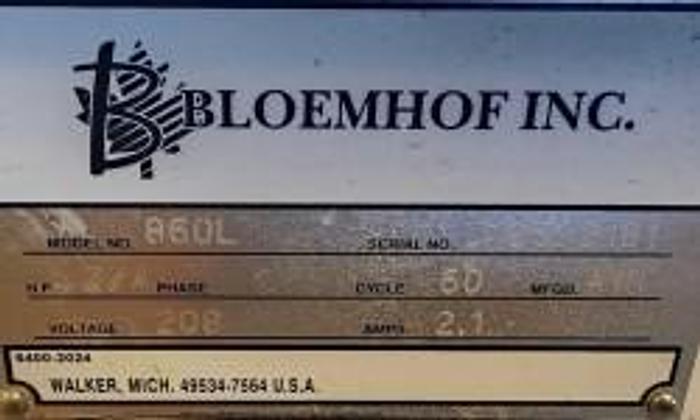 B BLOEMHOF INC.
MODEL NO. 860L SERIAL NO.
H.P. PHASE CYCLE 60 MFGD.
VOLTAGE 208 AMPS 2.1
6400-2024
WALKER, MICH. 49534-7564 U.S.A.